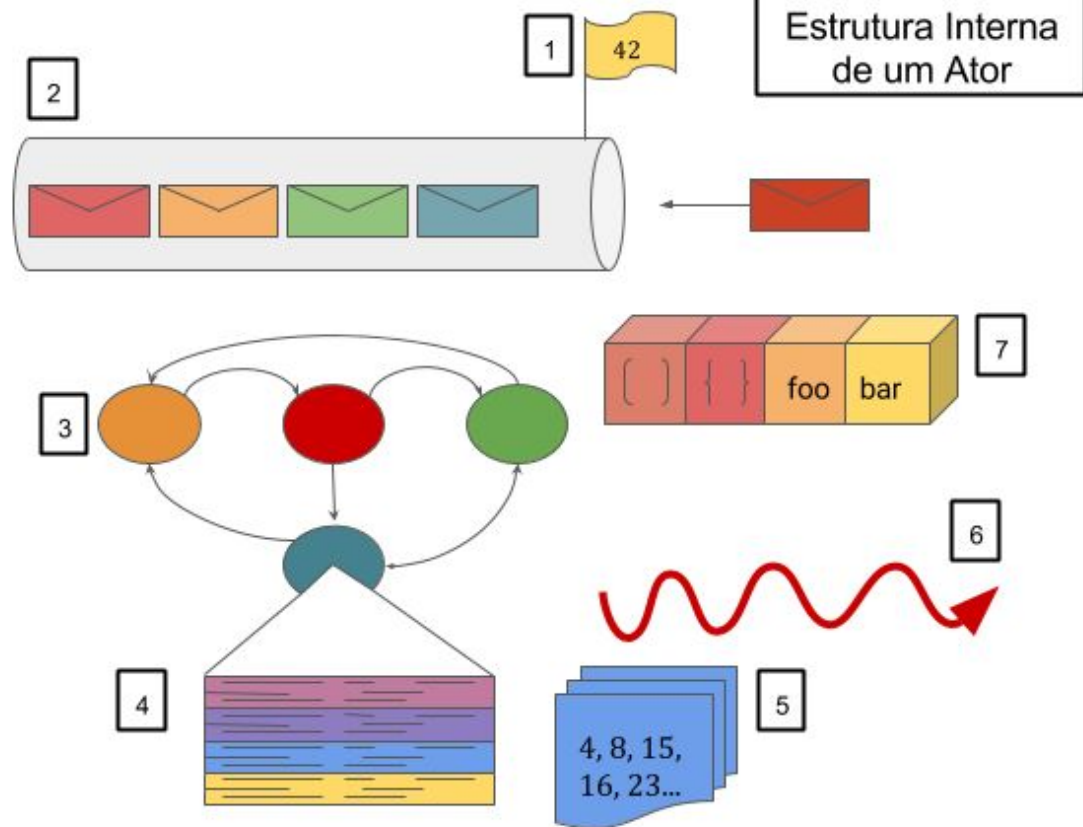 Estrutura Interna
de um Ator
1
42
2
7
( ) { } foo bar
3
6
4
5
4, 8, 15,
16, 23...